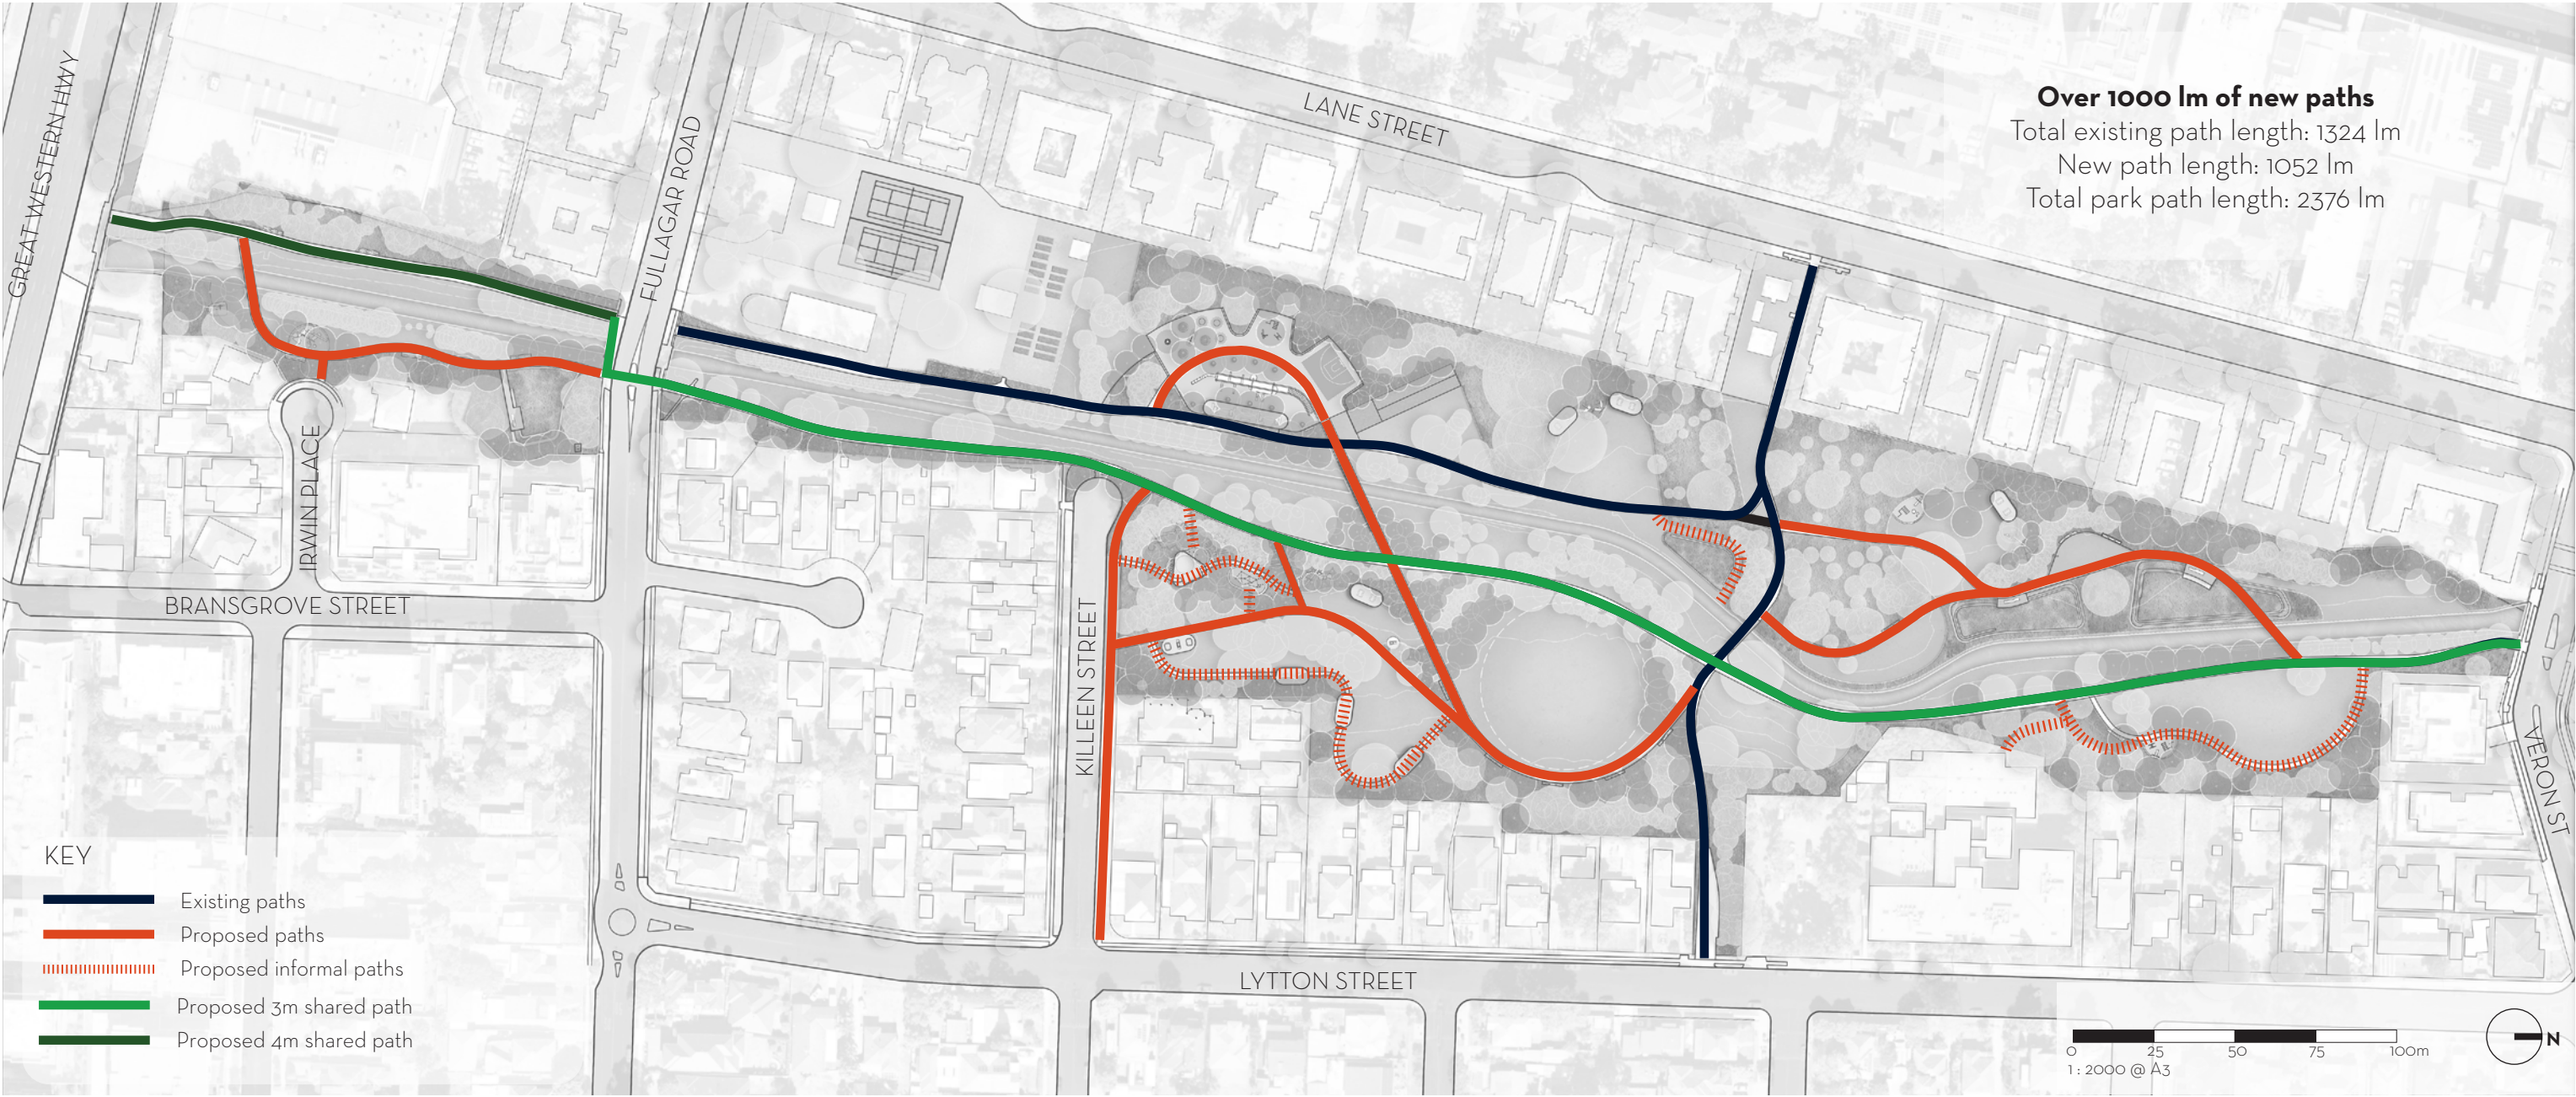 GREAT WESTERN HWY
FULLAGAR ROAD
LANE STREET
Over 1000 lm of new paths
Total existing path length: 1324 lm
New path length: 1052 lm
Total park path length: 2376 lm
IRWIN PLACE
BRANSGROVE STREET
KILLEEN STREET
VERON ST
LYTTON STREET
KEY
Existing paths
Proposed paths
Proposed informal paths
Proposed 3m shared path
Proposed 4m shared path
0 25 50 75 100m
1 : 2000 @ A3
N